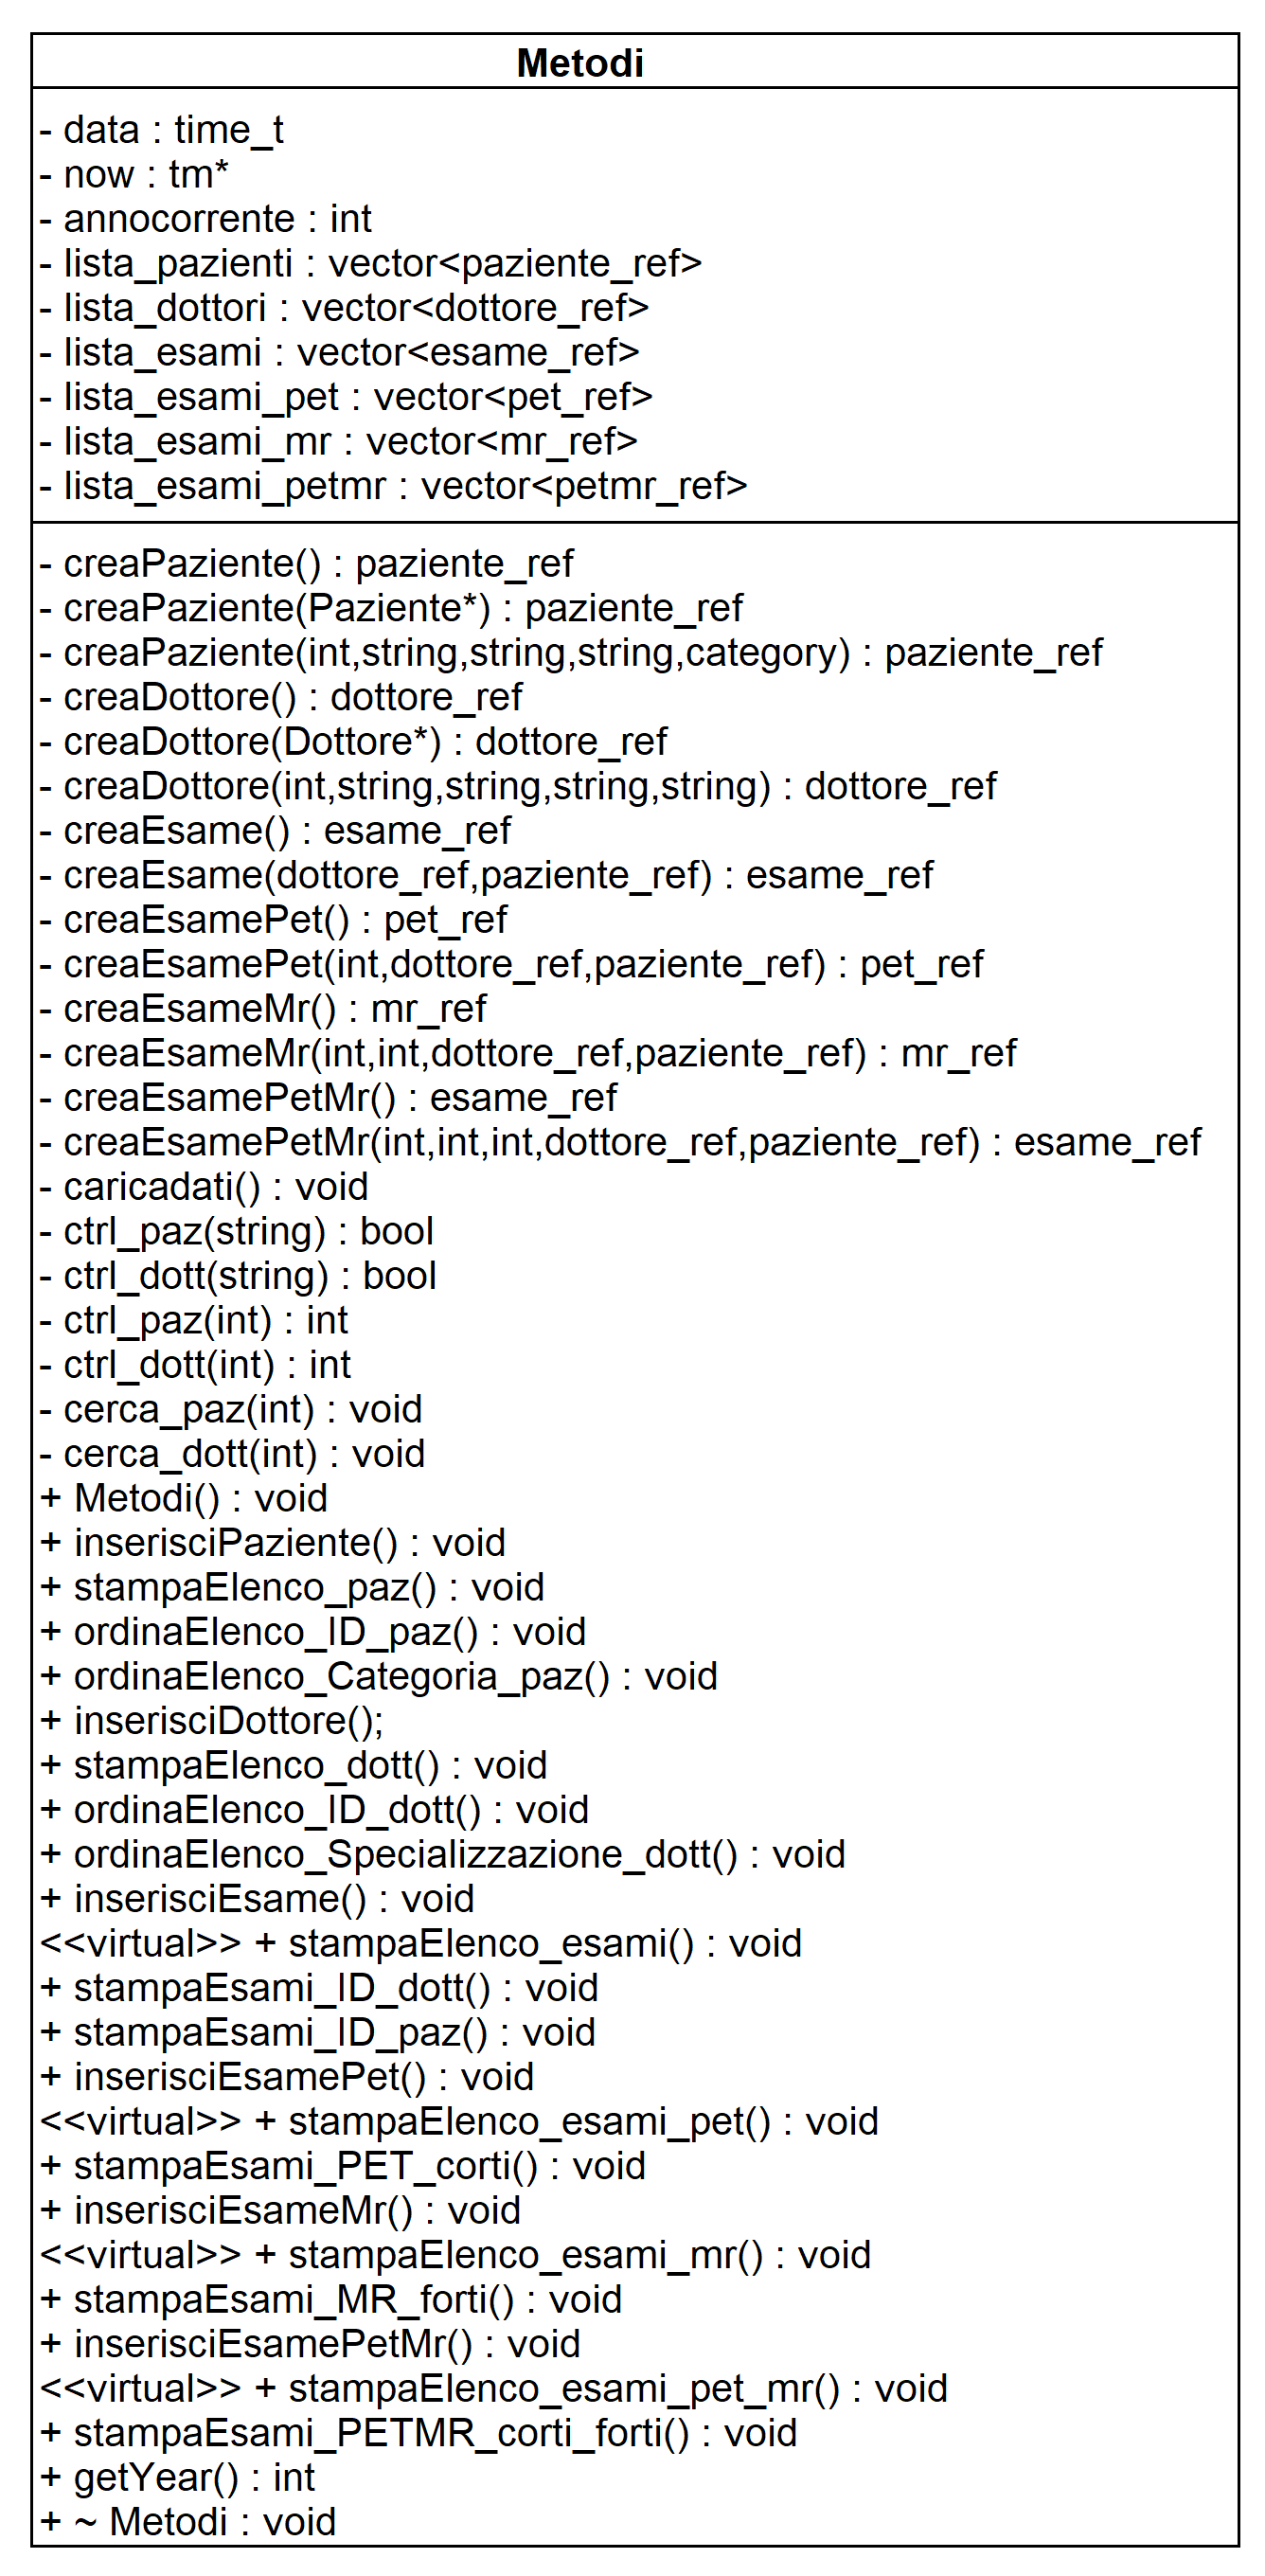 Metodi
- data : time_t
- now : tm*
- annocorrente : int
- lista_pazienti : vector<paziente_ref>
- lista_dottori : vector<dottore_ref>
- lista_esami : vector<esame_ref>
- lista_esami_pet : vector<pet_ref>
- lista_esami_mr : vector<mr_ref>
- lista_esami_petmr : vector<petmr_ref>
- creaPaziente() : paziente_ref
- creaPaziente(Paziente*) : paziente_ref
- creaPaziente(int,string,string,string,category) : paziente_ref
- creaDottore() : dottore_ref
- creaDottore(Dottore*) : dottore_ref
- creaDottore(int,string,string,string,string) : dottore_ref
- creaEsame() : esame_ref
- creaEsame(dottore_ref,paziente_ref) : esame_ref
- creaEsamePet() : pet_ref
- creaEsamePet(int,dottore_ref,paziente_ref) : pet_ref
- creaEsameMr() : mr_ref
- creaEsameMr(int,int,dottore_ref,paziente_ref) : mr_ref
- creaEsamePetMr() : esame_ref
- creaEsamePetMr(int,int,int,dottore_ref,paziente_ref) : esame_ref
- caricadati() : void
- ctrl_paz(string) : bool
- ctrl_dott(string) : bool
- ctrl_paz(int) : int
- ctrl_dott(int) : int
- cerca_paz(int) : void
- cerca_dott(int) : void
+ Metodi() : void
+ inserisciPaziente() : void
+ stampaElenco_paz() : void
+ ordinaElenco_ID_paz() : void
+ ordinaElenco_Categoria_paz() : void
+ inserisciDottore();
+ stampaElenco_dott() : void
+ ordinaElenco_ID_dott() : void
+ ordinaElenco_Specializzazione_dott() : void
+ inserisciEsame() : void
<<virtual>> + stampaElenco_esami() : void
+ stampaEsami_ID_dott() : void
+ stampaEsami_ID_paz() : void
+ inserisciEsamePet() : void
<<virtual>> + stampaElenco_esami_pet() : void
+ stampaEsami_PET_corti() : void
+ inserisciEsameMr() : void
<<virtual>> + stampaElenco_esami_mr() : void
+ stampaEsami_MR_forti() : void
+ inserisciEsamePetMr() : void
<<virtual>> + stampaElenco_esami_pet_mr() : void
+ stampaEsami_PETMR_corti_forti() : void
+ getYear() : int
+ ~ Metodi : void